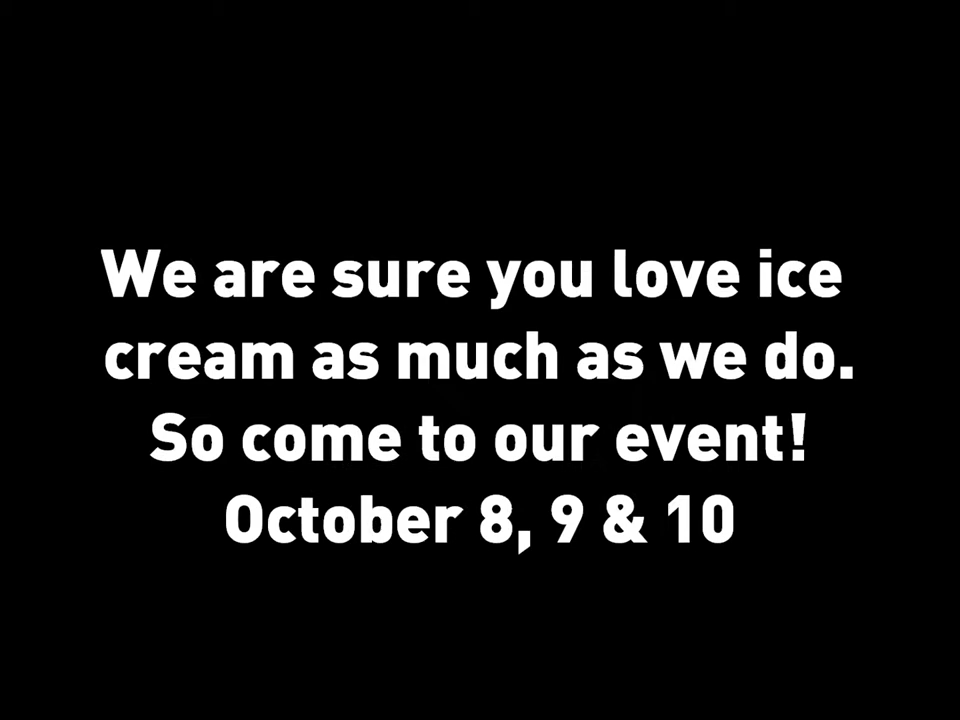 We are sure you love ice
cream as much as we do.
So come to our event!
October 8, 9 & 10